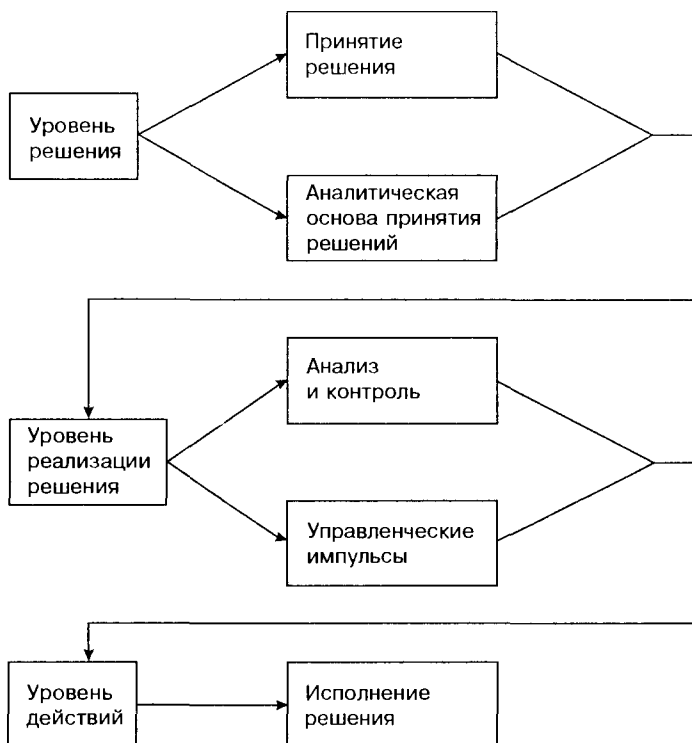 Принятие
решения
Уровень
решения
Аналитическая
основа принятия
решений
Анализ
и контроль
Уровень
реализации
решения
Управленческие
импульсы
Уровень
действий
Исполнение
решения